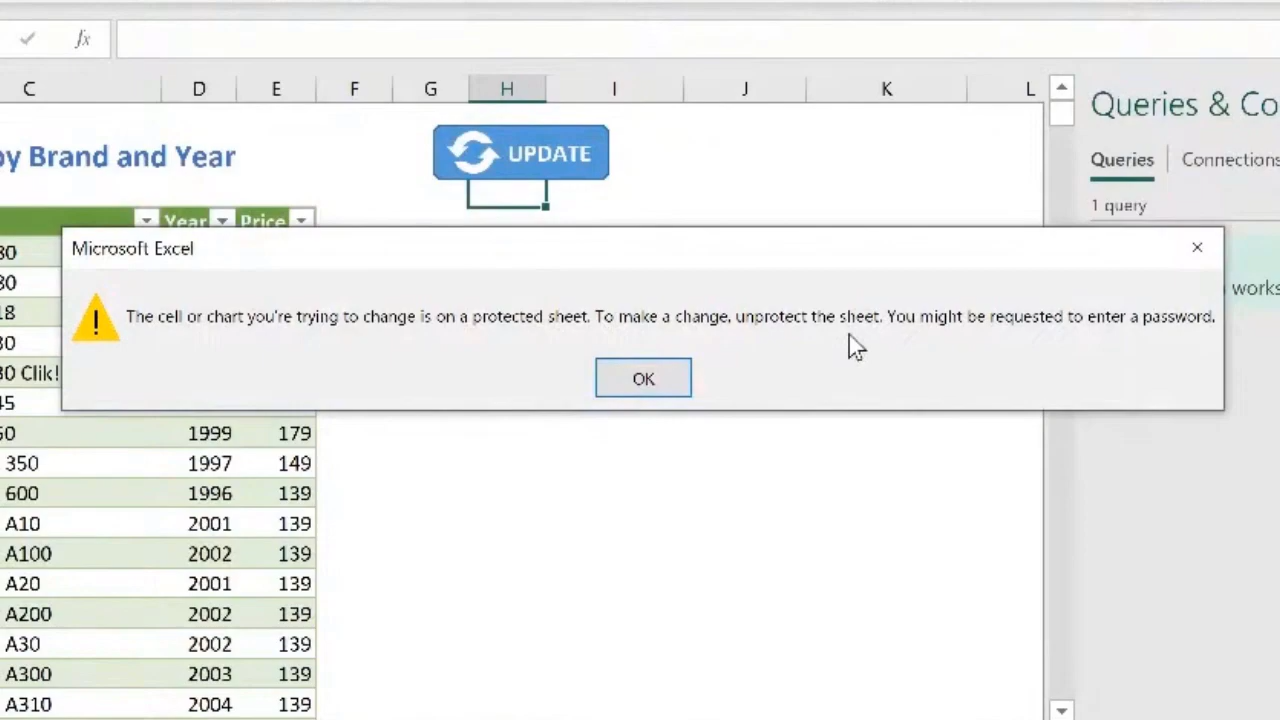 fx
C D E F G H I J K L
Queries & Co
by Brand and Year
UPDATE
Queries
Connections
1 query
Year Price
Microsoft Excel
works
The cell or chart you're trying to change is on a protected sheet. To make a change, unprotect the sheet. You might be requested to enter a password.
OK
80
80
18
30
30 Clik!
45
50 1999 179
350 1997 149
600 1996 139
A10 2001 139
A100 2002 139
A20 2001 139
A200 2002 139
A30 2002 139
A300 2003 139
A310 2004 139